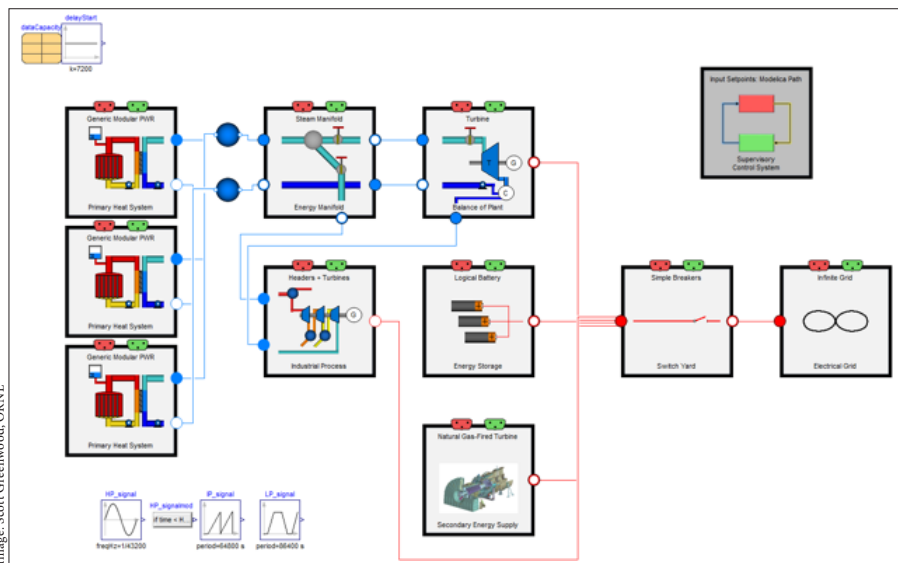 delayStart
dataCapacity
k=7200
Generic Modular PWR
Primary Heat System
Steam Manifold
Energy Manifold
Turbine
T
G
C
Balance of Plant
Input Setpoints: Modelica Path
Supervisory
Control System
Generic Modular PWR
Primary Heat System
Headers + Turbines
G
Industrial Process
Logical Battery
Energy Storage
Simple Breakers
Switch Yard
Infinite Grid
Electrical Grid
Generic Modular PWR
Primary Heat System
Natural Gas-Fired Turbine
Secondary Energy Supply
HP_signal
freqHz=1/43200
HP_signalmod
if time < H...
IP_signal
period=64800 s
LP_signal
period=86400 s
Image: Scott Greenwood, ORNL